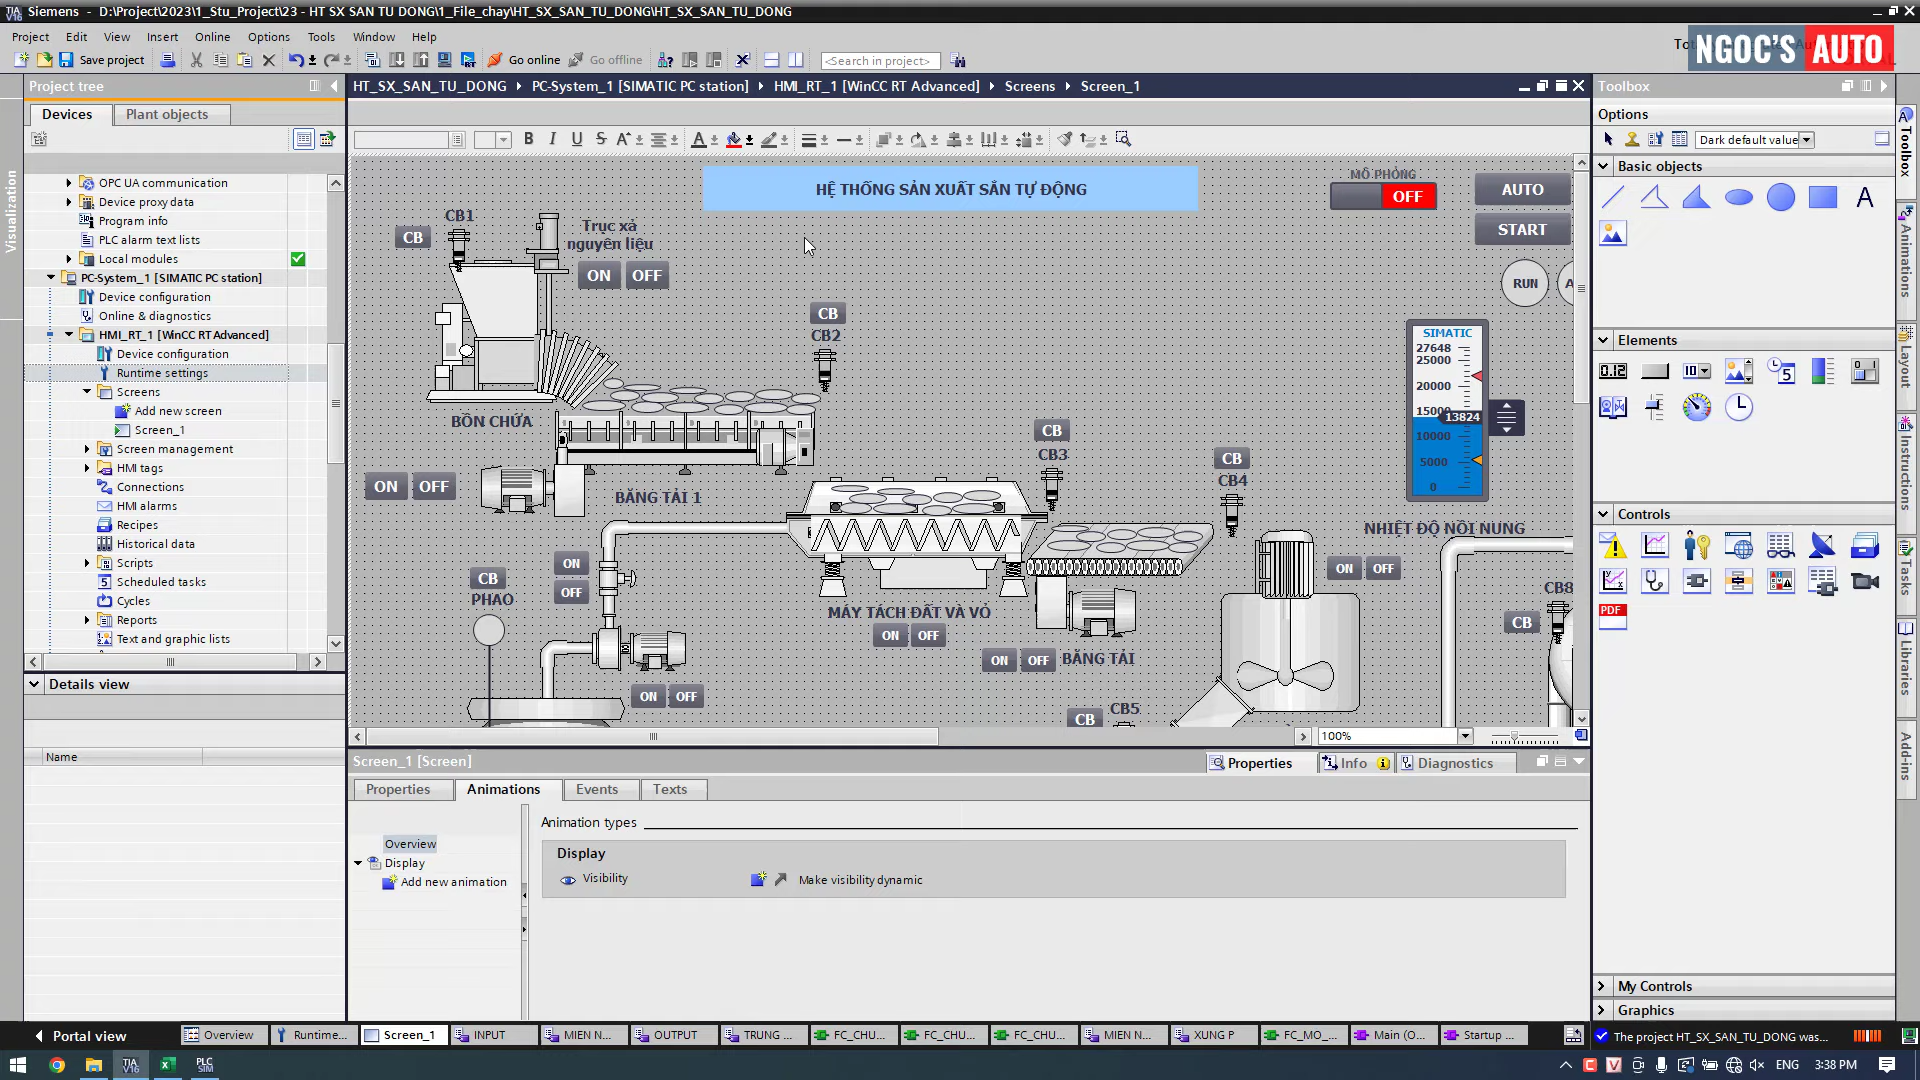 Siemens - D:\Project\2023\1_Stu_Project\23 - HT SX SAN TU DONG\1_File_chay\HT_SX_SAN_TU_DONG\HT_SX_SAN_TU_DONG
Project Edit View Insert Online Options Tools Window Help
NGOC'S AUTO
Save project
Go online
Go offline
<Search in project>
Project tree
HT_SX_SAN_TU_DONG PC-System_1 [SIMATIC PC station] HMI_RT_1 [WinCC RT Advanced] Screens Screen_1
Toolbox
Devices
Plant objects
Options
Dark default value
Visualization
OPC UA communication
Device proxy data
Program info
PLC alarm text lists
Local modules
PC-System_1 [SIMATIC PC station]
Device configuration
Online & diagnostics
HMI_RT_1 [WinCC RT Advanced]
Device configuration
Runtime settings
Screens
Add new screen
Screen_1
Screen management
HMI tags
Connections
HMI alarms
Recipes
Historical data
Scripts
Scheduled tasks
Cycles
Reports
Text and graphic lists
Details view
Name
HỆ THỐNG SẢN XUẤT SẮN TỰ ĐỘNG
MÔ PHỎNG
OFF
AUTO
START
RUN
CB1
CB
Trục xả
nguyên liệu
ON OFF
CB
CB2
BỒN CHỨA
ON OFF
BĂNG TẢI 1
CB
CB3
CB
CB4
SIMATIC
27648
25000
20000
15000
13824
10000
5000
0
NHIỆT ĐỘ NỒI NUNG
ON
OFF
CB
PHAO
MÁY TÁCH ĐẤT VÀ VỎ
ON OFF
ON OFF
BĂNG TẢI
ON OFF
ON OFF
CB8
CB
CB5
CB
100%
Screen_1 [Screen]
Properties
Info
Diagnostics
Properties Animations Events Texts
Overview
Display
Add new animation
Animation types
Display
Visibility
Make visibility dynamic
Basic objects
Elements
Controls
PDF
My Controls
Graphics
Toolbox
Animations
Layout
Instructions
Tasks
Libraries
Add-ins
Portal view
Overview
Runtime...
Screen_1
INPUT
MIEN N...
OUTPUT
TRUNG ...
FC_CHU...
FC_CHU...
FC_CHU...
MIEN N...
XUNG P
FC_MO_...
Main (O...
Startup ...
The project HT_SX_SAN_TU_DONG was...
ENG
3:38 PM